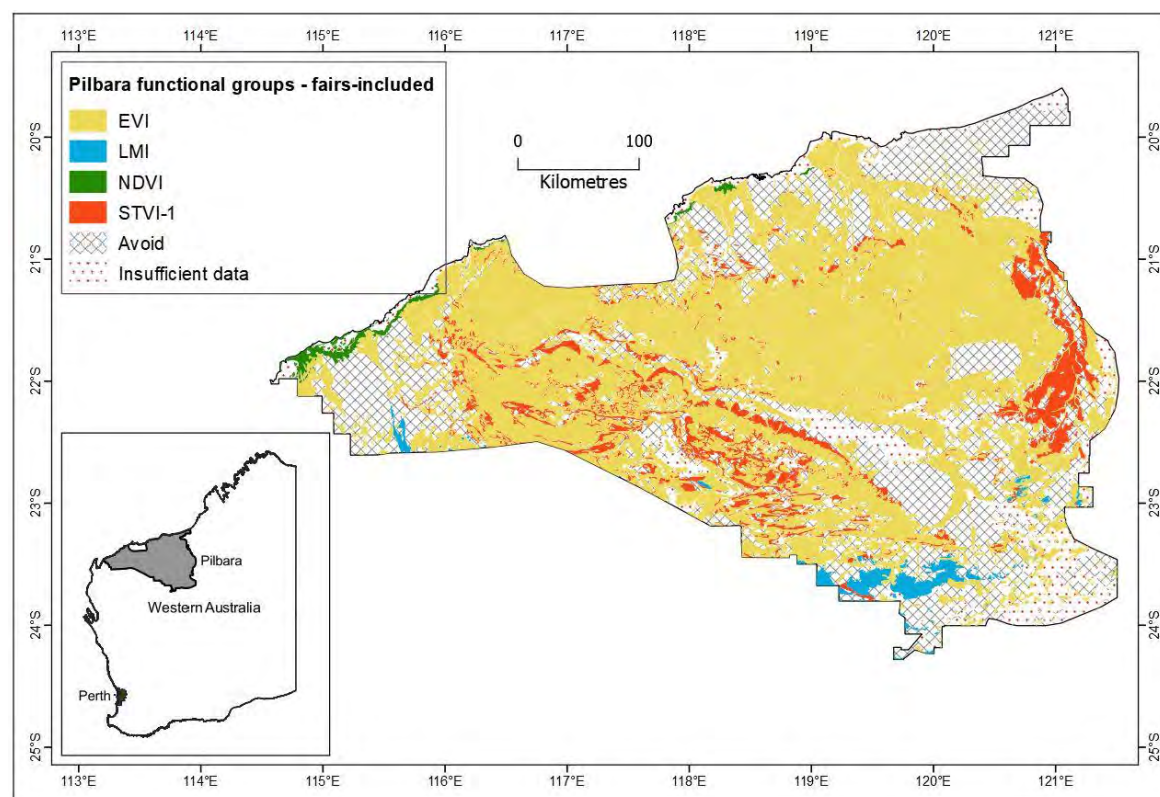 113°E 114°E 115°E 116°E 117°E 118°E 119°E 120°E 121°E
Pilbara functional groups - fairs-included
EVI
LMI
NDVI
STVI-1
Avoid
Insufficient data
0 100
Kilometres
20°S 20°S
21°S 21°S
22°S 22°S
23°S 23°S
24°S 24°S
25°S 25°S
Pilbara
Western Australia
Perth
113°E 114°E 115°E 116°E 117°E 118°E 119°E 120°E 121°E